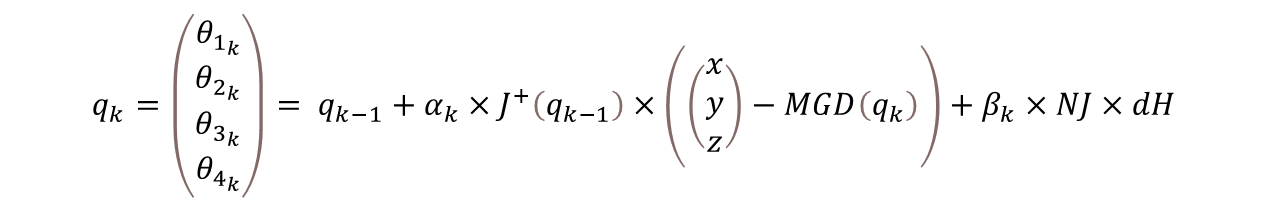 q_k = (θ_{1_k} θ_{2_k} θ_{3_k} θ_{4_k}) = q_{k−1} + α_k × J⁺(q_{k−1}) × ((x y z) − MGD(q_k)) + β_k × NJ × dH